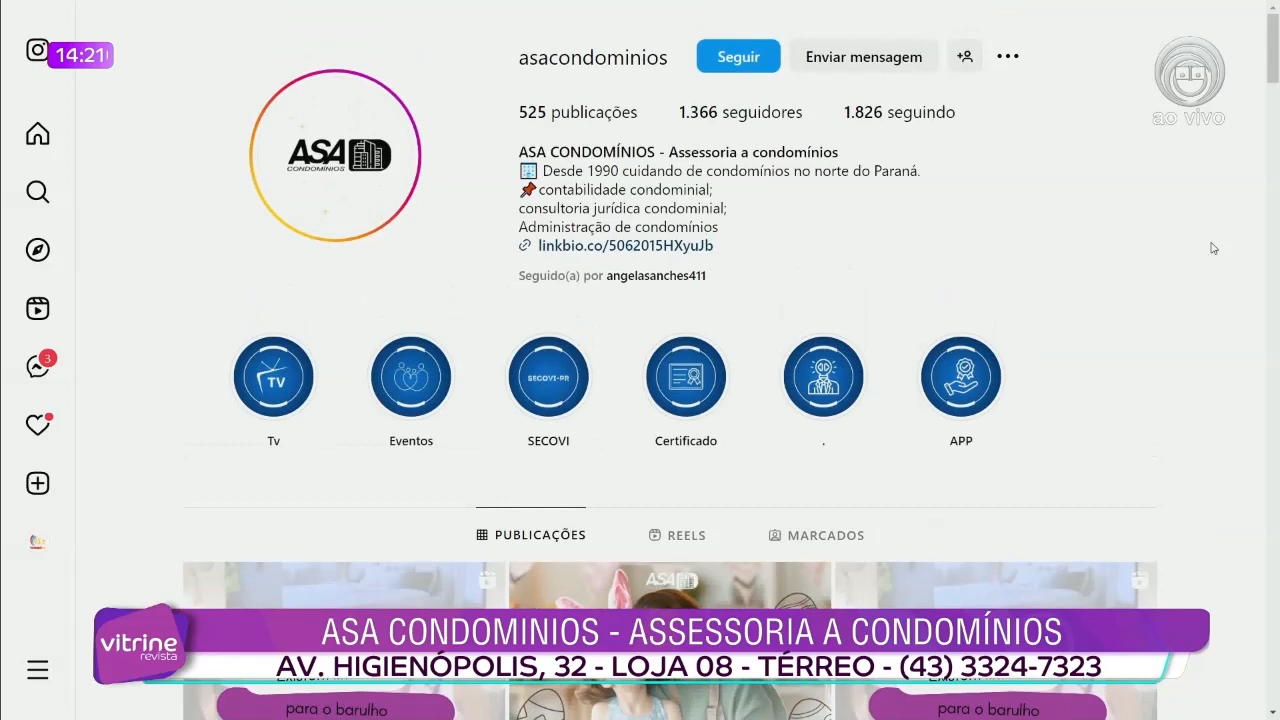 14:21
asacondominios
Seguir
Enviar mensagem
ao vivo
525 publicações
1.366 seguidores
1.826 seguindo
ASA
CONDOMÍNIOS
ASA CONDOMÍNIOS - Assessoria a condomínios
Desde 1990 cuidando de condomínios no norte do Paraná.
contabilidade condominial;
consultoria jurídica condominial;
Administração de condomínios
linkbio.co/5062015HXyuJb
Seguido(a) por angelasanches411
3
TV
SECOVI-PR
Tv
Eventos
SECOVI
Certificado
.
APP
PUBLICAÇÕES
REELS
MARCADOS
ASA
vitrine
revista
ASA CONDOMINIOS - ASSESSORIA A CONDOMÍNIOS
AV. HIGIENÓPOLIS, 32 - LOJA 08 - TÉRREO - (43) 3324-7323
para o barulho
para o barulho